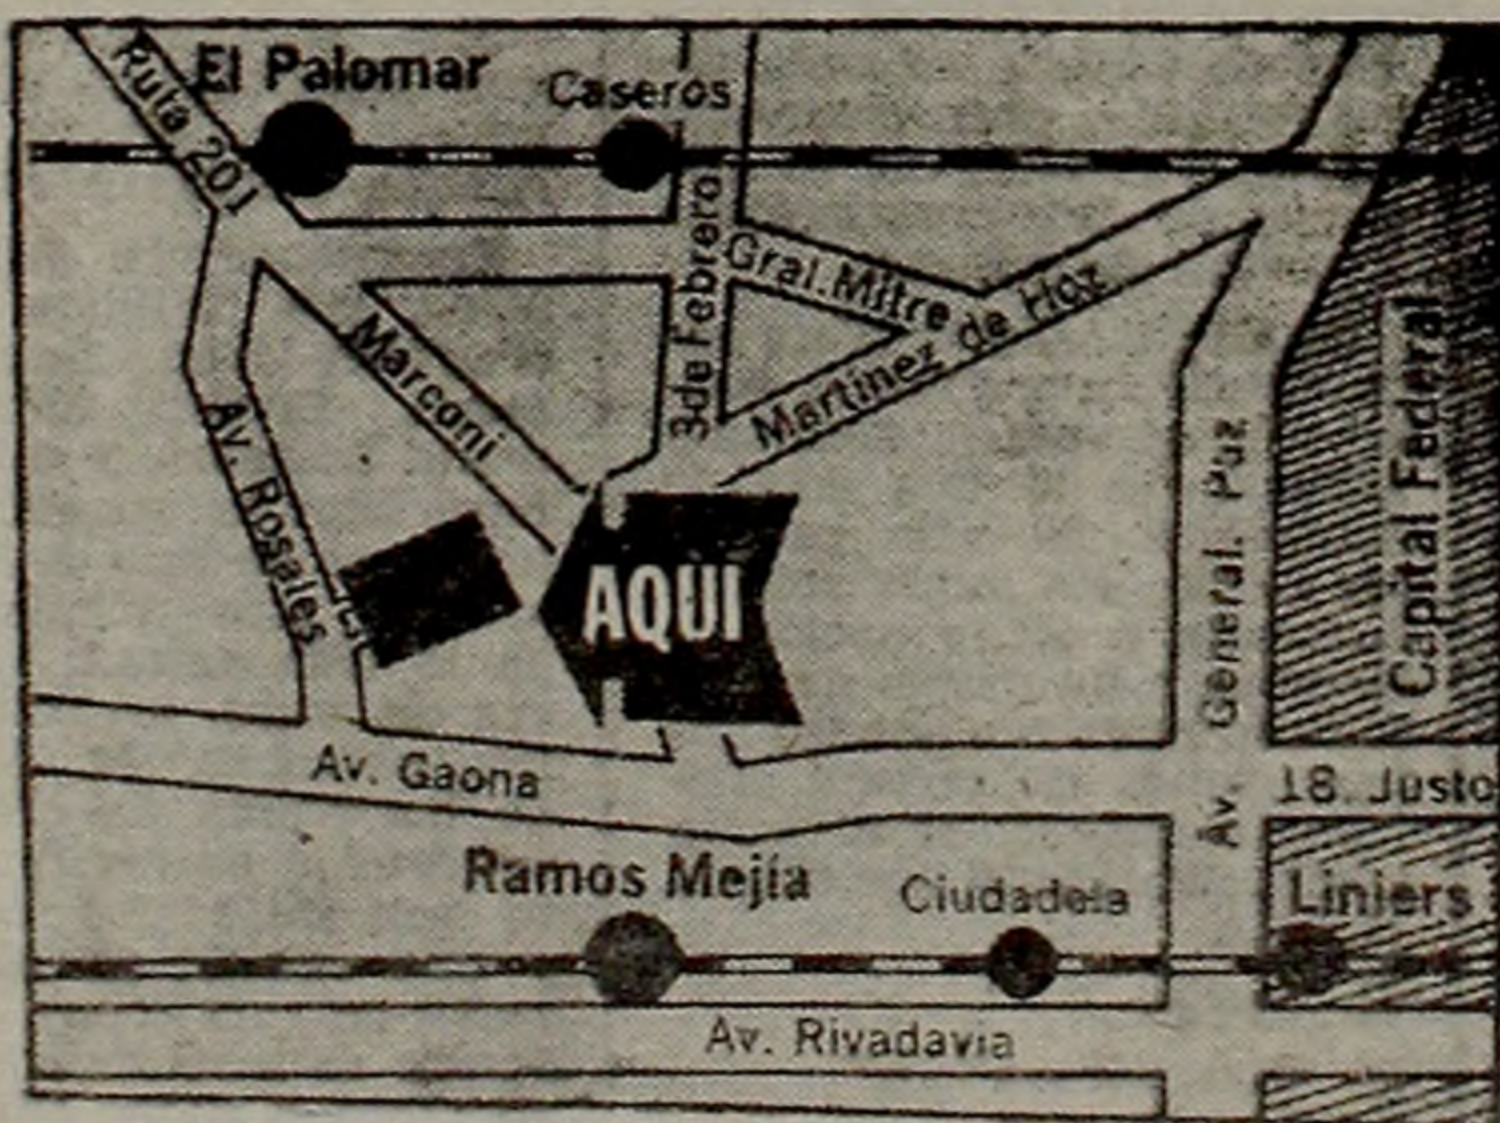 Ruta 201
El Palomar
Caseros
3 de Febrero
Gral. Mitre
Martinez de Hoz
Marconi
Av. Rosales
AQUI
Av. General. Paz
Capital Federal
Av. Gaona
18. Justo
Ramos Mejía
Ciudadela
Liniers
Av. Rivadavia